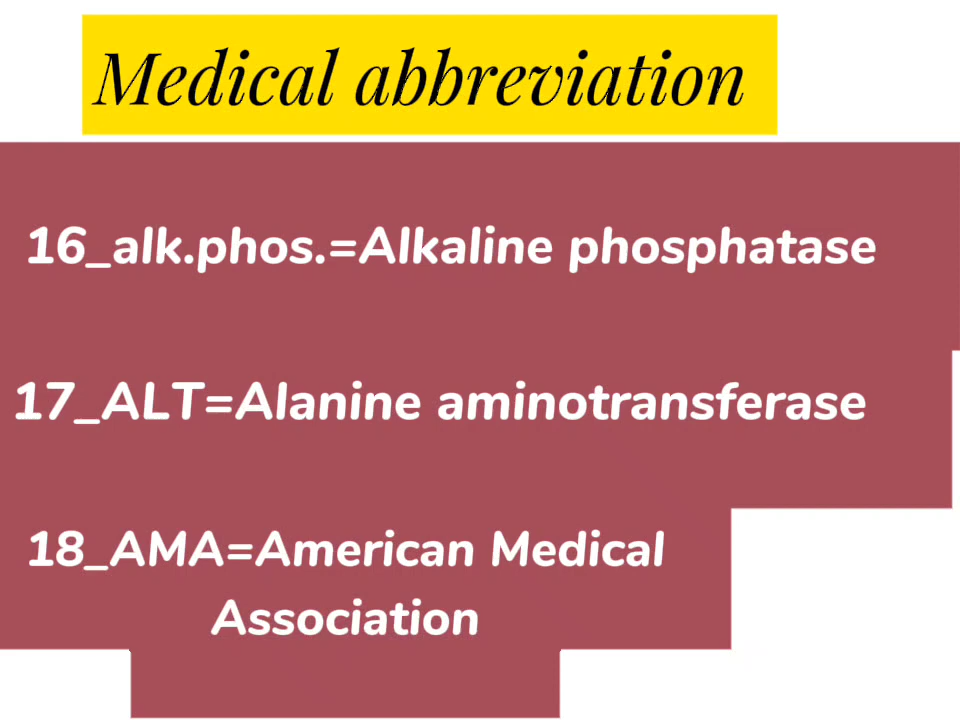 Medical abbreviation
16_alk.phos.=Alkaline phosphatase
17_ALT=Alanine aminotransferase
18_AMA=American Medical
Association